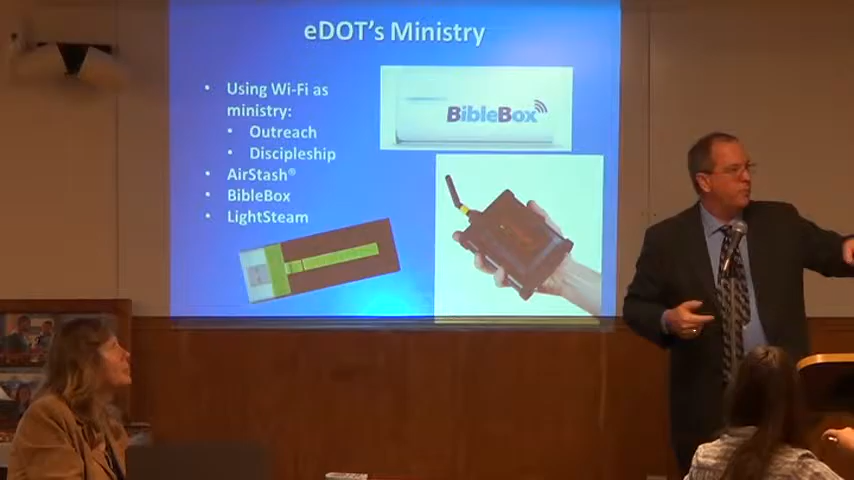 eDOT's Ministry
Using Wi-Fi as
ministry:
Outreach
Discipleship
AirStash®
BibleBox
LightSteam
BibleBox